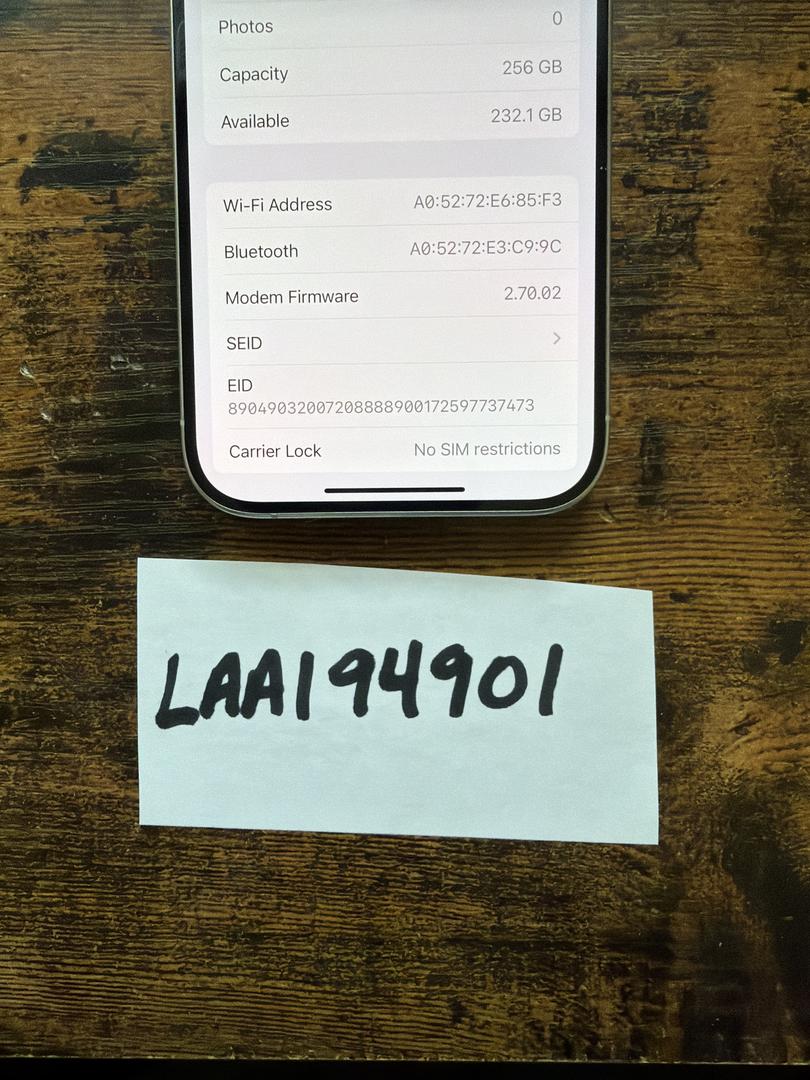 Photos 0
Capacity 256 GB
Available 232.1 GB
Wi-Fi Address A0:52:72:E6:85:F3
Bluetooth A0:52:72:E3:C9:9C
Modem Firmware 2.70.02
SEID
EID
89049032007208888900172597737473
Carrier Lock No SIM restrictions
LAA194901